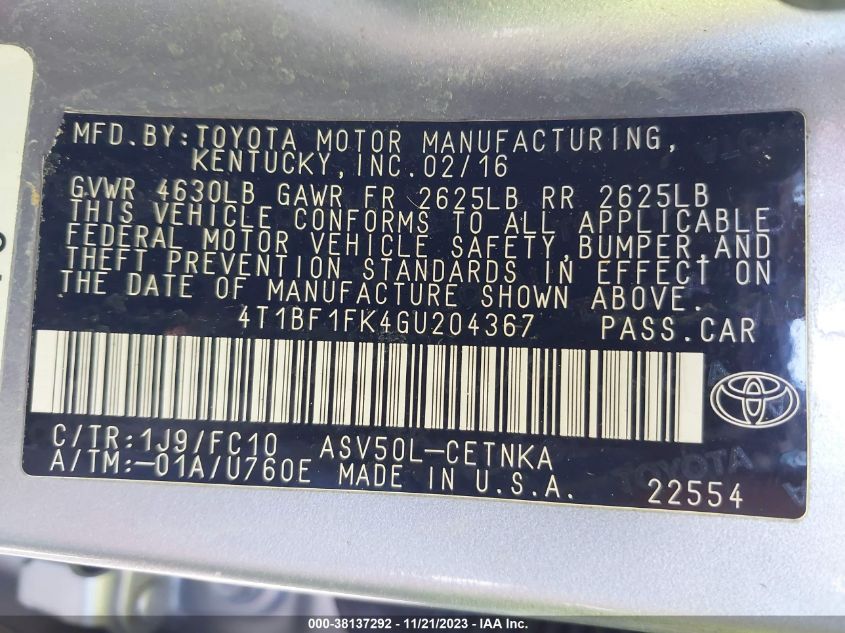 MFD. BY: TOYOTA MOTOR MANUFACTURING,
KENTUCKY, INC. 02/16
GVWR 4630LB GAWR FR 2625LB RR 2625LB
THIS VEHICLE CONFORMS TO ALL APPLICABLE
FEDERAL MOTOR VEHICLE SAFETY, BUMPER, AND
THEFT PREVENTION STANDARDS IN EFFECT ON
THE DATE OF MANUFACTURE SHOWN ABOVE.
4T1BF1FK4GU204367 PASS. CAR
C/TR: 1J9/FC10 ASV50L-CETNKA
A/TM: -01A/U760E MADE IN U.S.A.
22554
TOYOTA
000-38137292 - 11/21/2023 - IAA Inc.